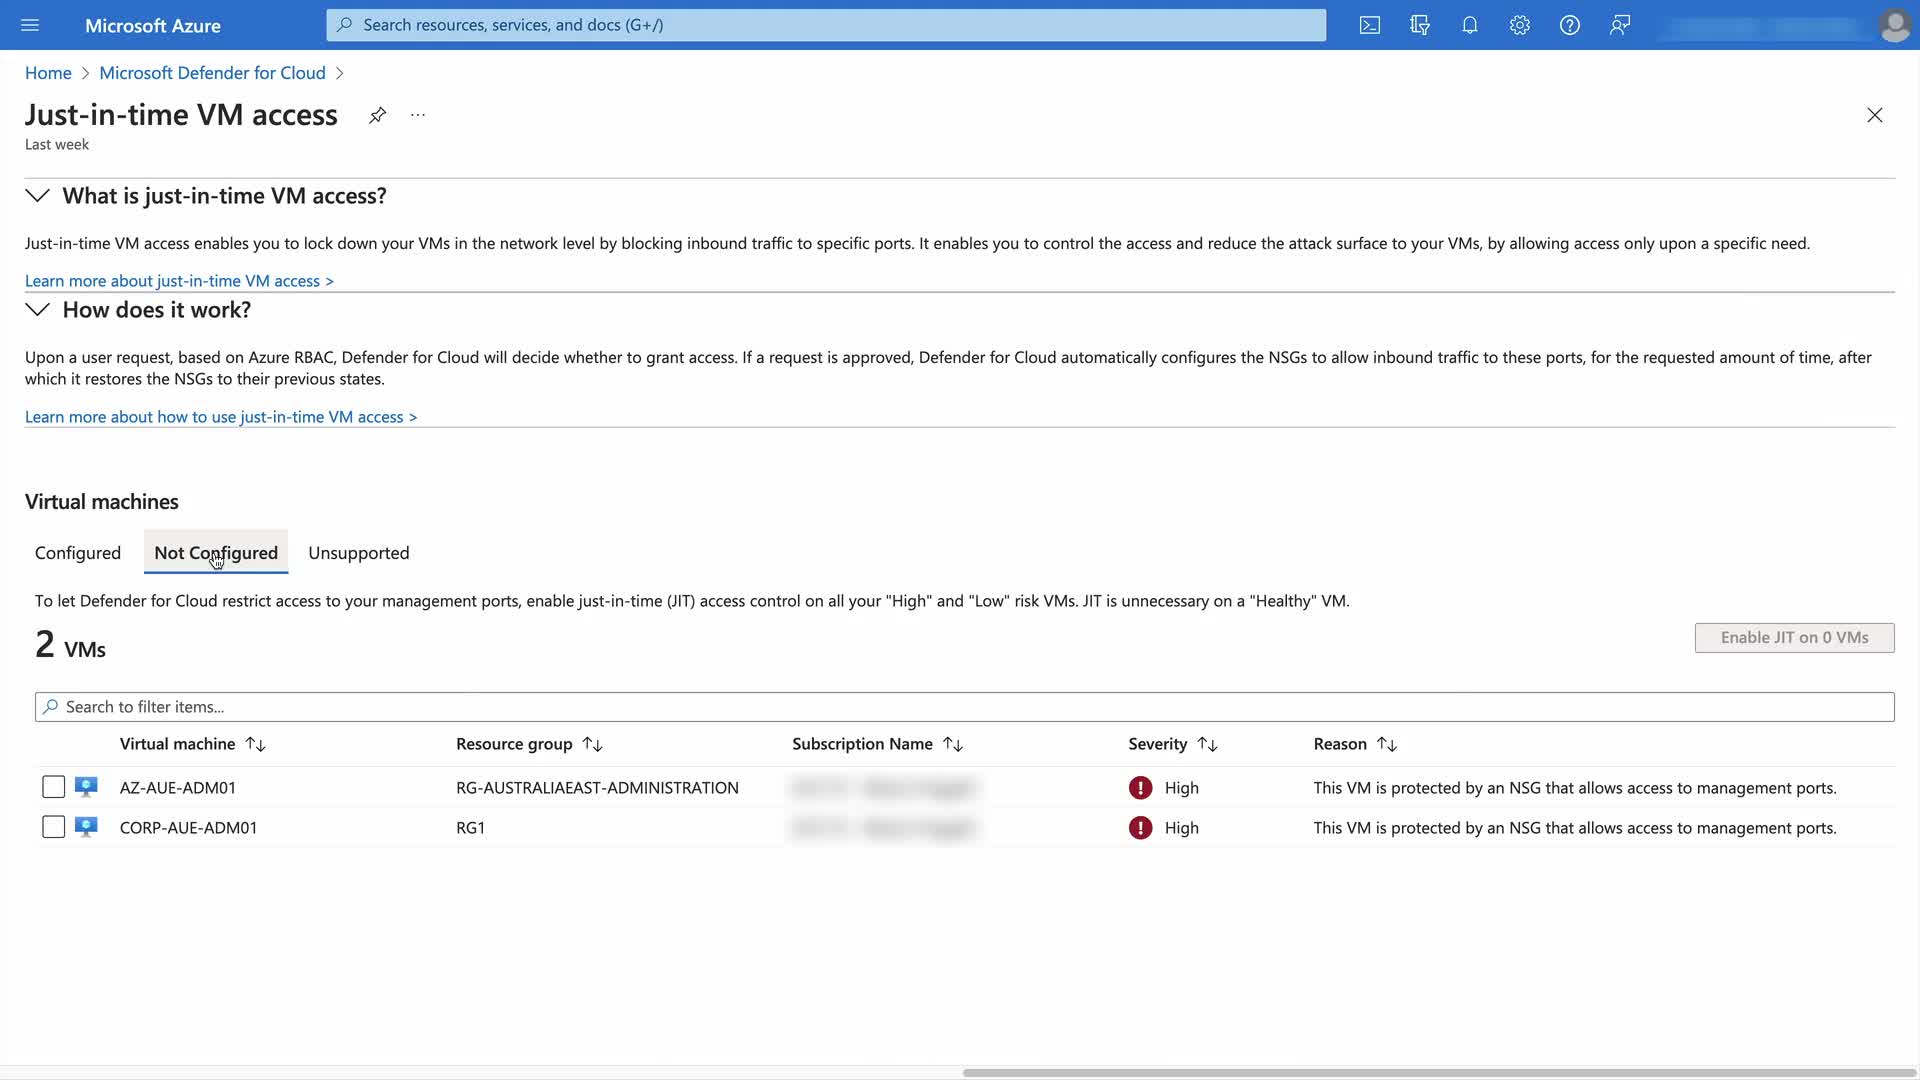 Microsoft Azure
Search resources, services, and docs (G+/)
Home > Microsoft Defender for Cloud >
Just-in-time VM access
...
Last week
What is just-in-time VM access?
Just-in-time VM access enables you to lock down your VMs in the network level by blocking inbound traffic to specific ports. It enables you to control the access and reduce the attack surface to your VMs, by allowing access only upon a specific need.
Learn more about just-in-time VM access >
How does it work?
Upon a user request, based on Azure RBAC, Defender for Cloud will decide whether to grant access. If a request is approved, Defender for Cloud automatically configures the NSGs to allow inbound traffic to these ports, for the requested amount of time, after
which it restores the NSGs to their previous states.
Learn more about how to use just-in-time VM access >
Virtual machines
Configured Not Configured Unsupported
To let Defender for Cloud restrict access to your management ports, enable just-in-time (JIT) access control on all your "High" and "Low" risk VMs. JIT is unnecessary on a "Healthy" VM.
2 VMs
Enable JIT on 0 VMs
Search to filter items...
Virtual machine ↑↓ Resource group ↑↓ Subscription Name ↑↓ Severity ↑↓ Reason ↑↓
AZ-AUE-ADM01 RG-AUSTRALIAEAST-ADMINISTRATION High This VM is protected by an NSG that allows access to management ports.
CORP-AUE-ADM01 RG1 High This VM is protected by an NSG that allows access to management ports.